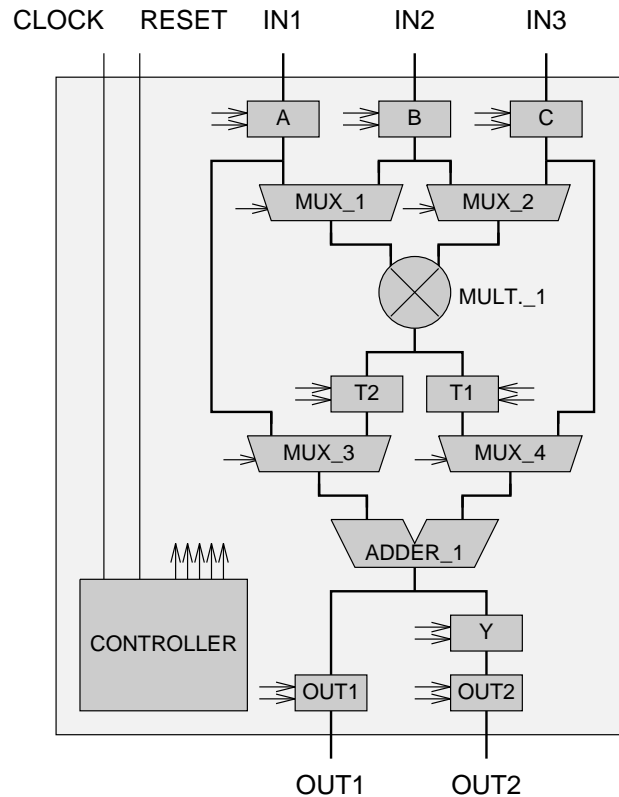 CLOCK RESET IN1 IN2 IN3
A B C
MUX_1 MUX_2
MULT._1
T2 T1
MUX_3 MUX_4
ADDER_1
Y
CONTROLLER
OUT1 OUT2
OUT1 OUT2